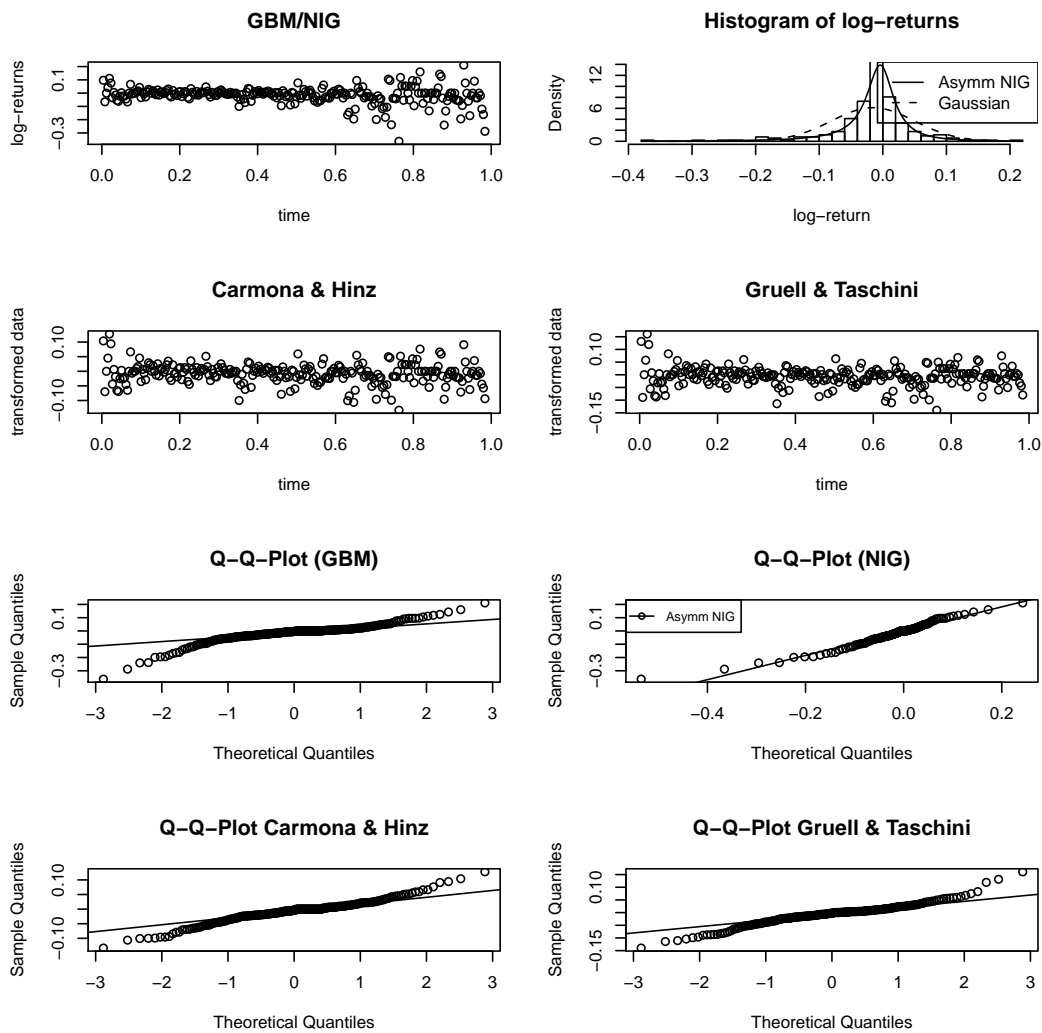 GBM/NIG
log−returns
0.1
−0.3
0.0 0.2 0.4 0.6 0.8 1.0
time
Histogram of log−returns
Density
12
6
0
Asymm NIG
Gaussian
−0.4 −0.3 −0.2 −0.1 0.0 0.1 0.2
log−return
Carmona & Hinz
transformed data
0.10
−0.10
0.0 0.2 0.4 0.6 0.8 1.0
time
Gruell & Taschini
transformed data
0.10
−0.15
0.0 0.2 0.4 0.6 0.8 1.0
time
Q−Q−Plot (GBM)
Sample Quantiles
0.1
−0.3
−3 −2 −1 0 1 2 3
Theoretical Quantiles
Q−Q−Plot (NIG)
Sample Quantiles
0.1
−0.3
Asymm NIG
−0.4 −0.2 0.0 0.2
Theoretical Quantiles
Q−Q−Plot Carmona & Hinz
Sample Quantiles
0.10
−0.10
−3 −2 −1 0 1 2 3
Theoretical Quantiles
Q−Q−Plot Gruell & Taschini
Sample Quantiles
0.10
−0.15
−3 −2 −1 0 1 2 3
Theoretical Quantiles